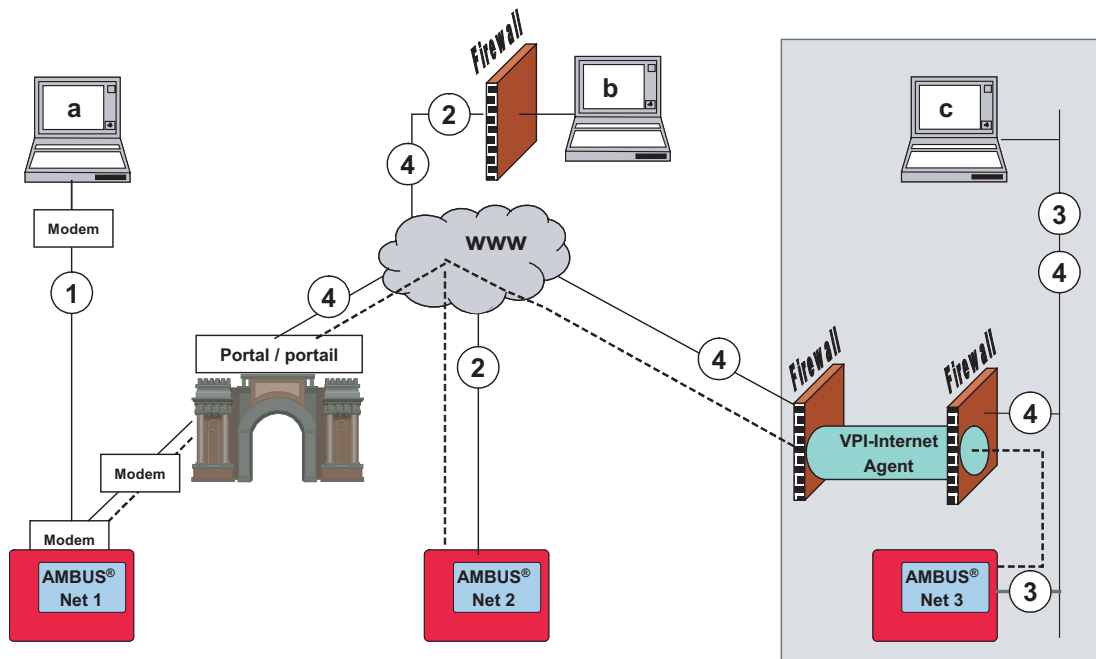 Firewall
a
b
c
2
4
Modem
www
3
1
4
4
Portal / portail
2
4
Firewall
Firewall
4
VPI-Internet
Agent
Modem
Modem
AMBUS®
Net 1
AMBUS®
Net 2
AMBUS®
Net 3
3